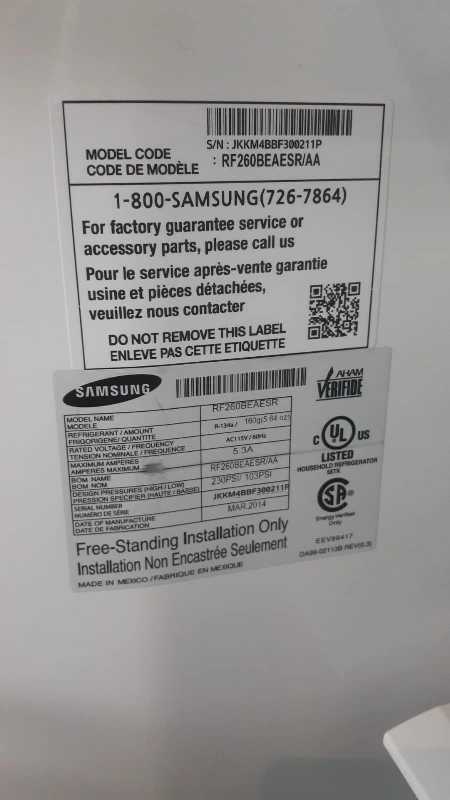 S/N : JKKM4BBF300211P
MODEL CODE
CODE DE MODÈLE : RF260BEAESR/AA
1-800-SAMSUNG(726-7864)
For factory guarantee service or
accessory parts, please call us
Pour le service après-vente garantie
usine et pièces détachées,
veuillez nous contacter
DO NOT REMOVE THIS LABEL
ENLEVE PAS CETTE ETIQUETTE
SAMSUNG
AHAM
VERIFIDE
MODEL NAME
MODELE
RF260BEAESR
REFRIGERANT / AMOUNT
FRIGORIGENE/ QUANTITE
R-134a / 160g(5.64 oz)
RATED VOLTAGE / FREQUENCY
TENSION NOMINALE / FREQUENCE
AC115V / 60Hz
MAXIMUM AMPERES
AMPERES MAXIMUM
5.3A
BOM NAME
BOM NOM
RF260BEAESR/AA
DESIGN PRESSURES (HIGH / LOW)
PRESSION SPECIFIER (HAUTE / BASSE)
230PSI/ 103PSI
SERIAL NUMBER
NUMÉRO DE SÉRIE
JKKM4BBF300211P
DATE OF MANUFACTURE
DATE DE FABRICATION
MAR.2014
C UL US
LISTED
HOUSEHOLD REFRIGERATOR
55TK
SA
Energy Verified
Only
Free-Standing Installation Only
Installation Non Encastrée Seulement
EEV99417
DA99-02113B REV(0.3)
MADE IN MEXICO / FABRIQUE EN MEXIQUE